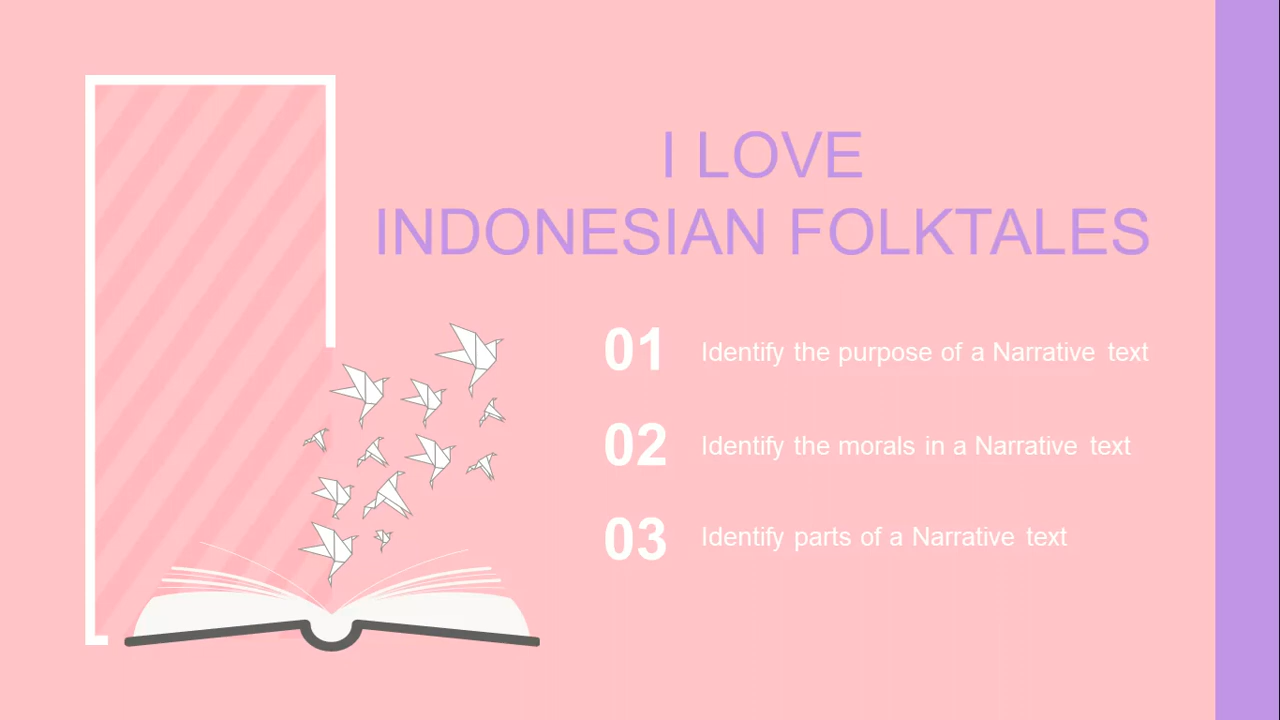 I LOVE
INDONESIAN FOLKTALES
01 Identify the purpose of a Narrative text
02 Identify the morals in a Narrative text
03 Identify parts of a Narrative text